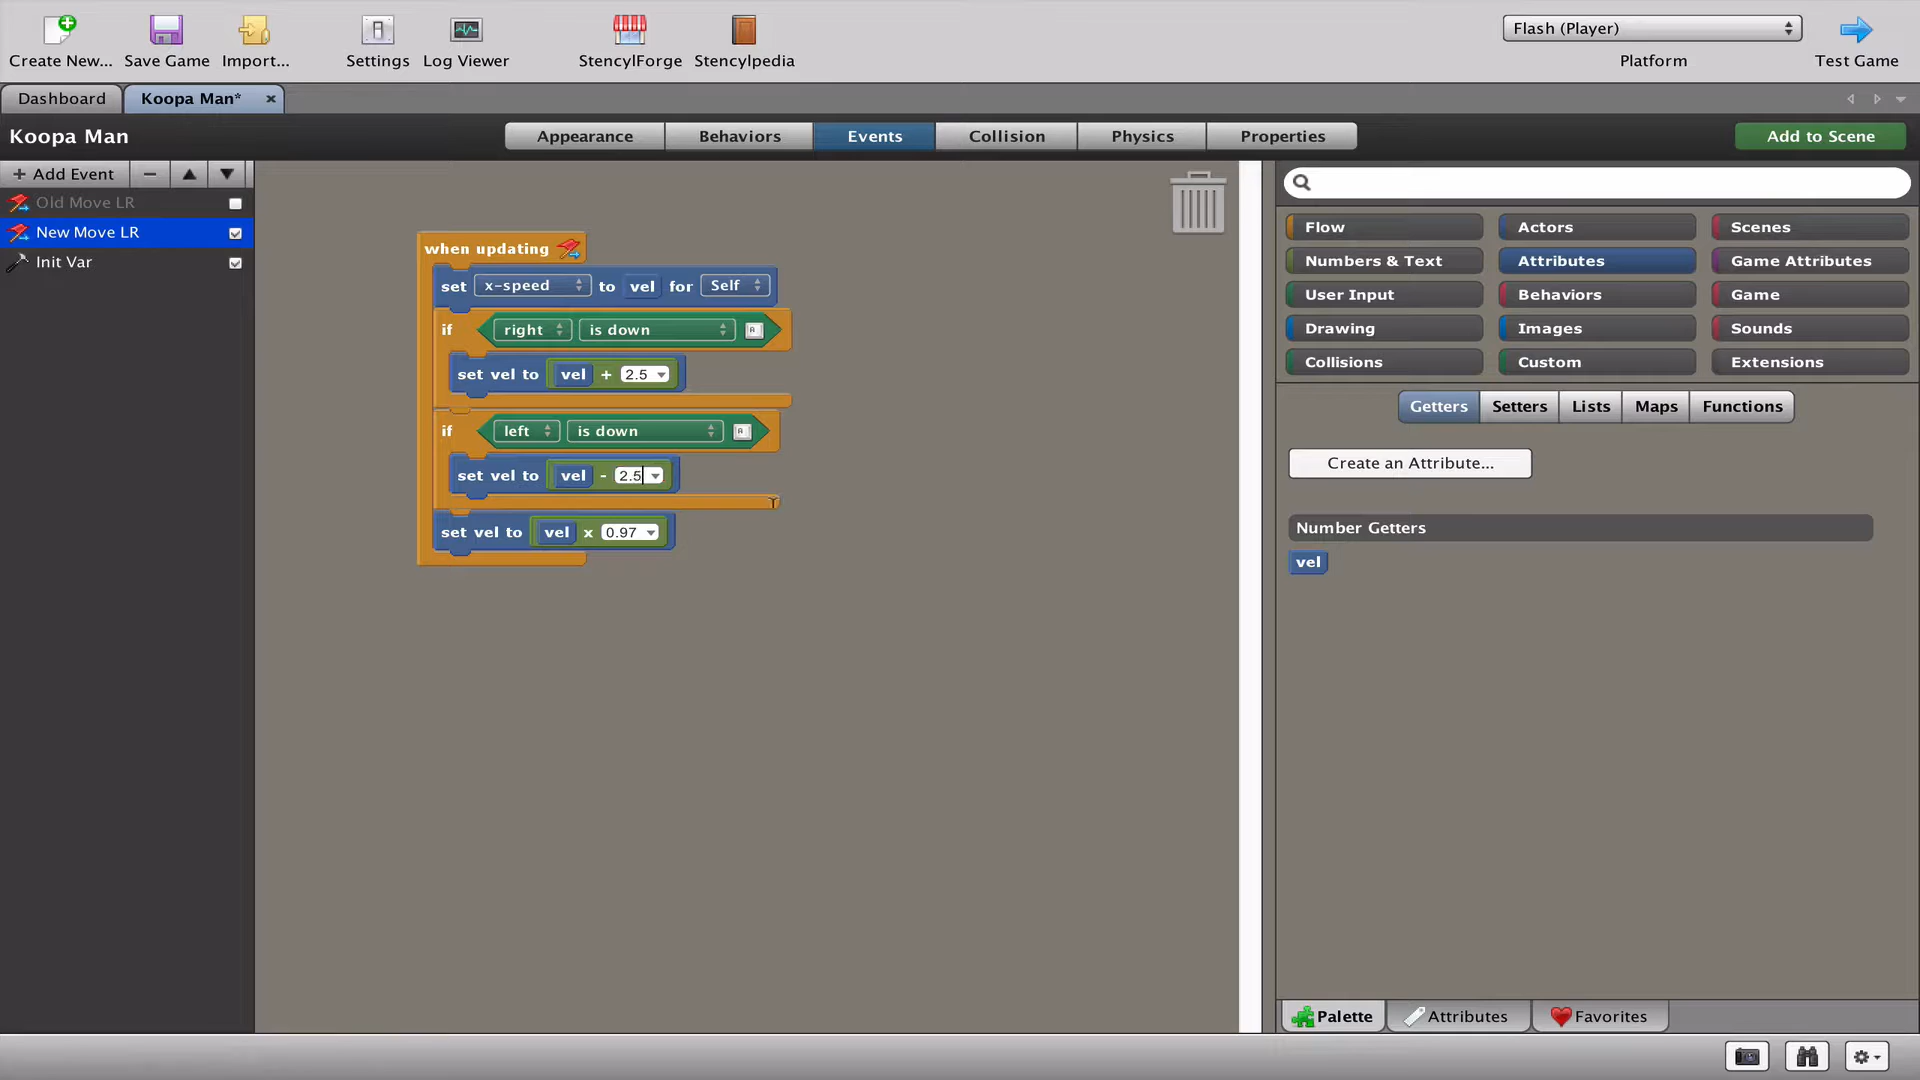 Create New...
Save Game
Import...
Settings
Log Viewer
StencylForge
Stencylpedia
Flash (Player)
Platform
Test Game
Dashboard
Koopa Man*
Koopa Man
Appearance
Behaviors
Events
Collision
Physics
Properties
Add to Scene
+ Add Event
Old Move LR
New Move LR
Init Var
when updating
set x-speed to vel for Self
if right is down
set vel to vel + 2.5
if left is down
set vel to vel - 2.5
set vel to vel x 0.97
Flow
Actors
Scenes
Numbers & Text
Attributes
Game Attributes
User Input
Behaviors
Game
Drawing
Images
Sounds
Collisions
Custom
Extensions
Getters
Setters
Lists
Maps
Functions
Create an Attribute...
Number Getters
vel
Palette
Attributes
Favorites